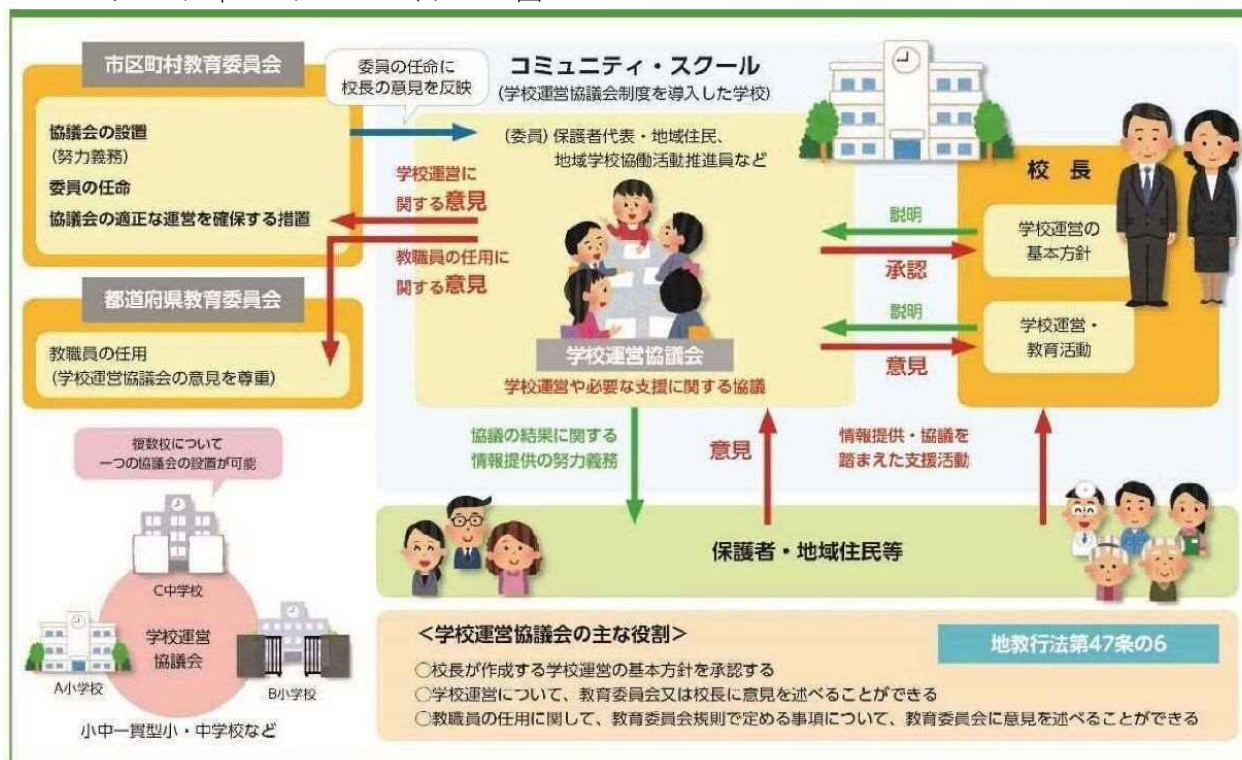 市区町村教育委員会
協議会の設置
(努力義務)
委員の任命
協議会の適正な運営を確保する措置
委員の任命に
校長の意見を反映
コミュニティ・スクール
(学校運営協議会制度を導入した学校)
(委員) 保護者代表・地域住民、
地域学校協働活動推進員など
学校運営に
関する意見
教職員の任用に
関する意見
都道府県教育委員会
教職員の任用
(学校運営協議会の意見を尊重)
学校運営協議会
学校運営や必要な支援に関する協議
校長
説明
承認
学校運営の
基本方針
説明
意見
学校運営・
教育活動
協議の結果に関する
情報提供の努力義務
意見
情報提供・協議を
踏まえた支援活動
保護者・地域住民等
複数校について
一つの協議会の設置が可能
C中学校
学校運営
協議会
A小学校
B小学校
小中一貫型小・中学校など
<学校運営協議会の主な役割>
地教行法第47条の6
○校長が作成する学校運営の基本方針を承認する
○学校運営について、教育委員会又は校長に意見を述べることができる
○教職員の任用に関して、教育委員会規則で定める事項について、教育委員会に意見を述べることができる